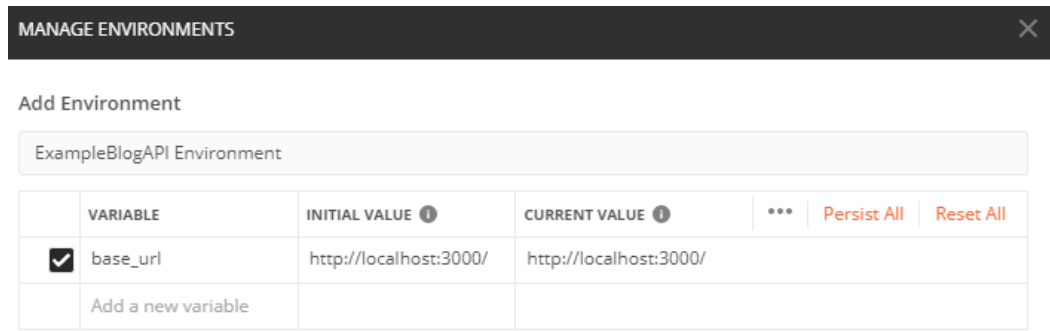 MANAGE ENVIRONMENTS
Add Environment
ExampleBlogAPI Environment
VARIABLE INITIAL VALUE CURRENT VALUE ••• Persist All Reset All
base_url http://localhost:3000/ http://localhost:3000/
Add a new variable